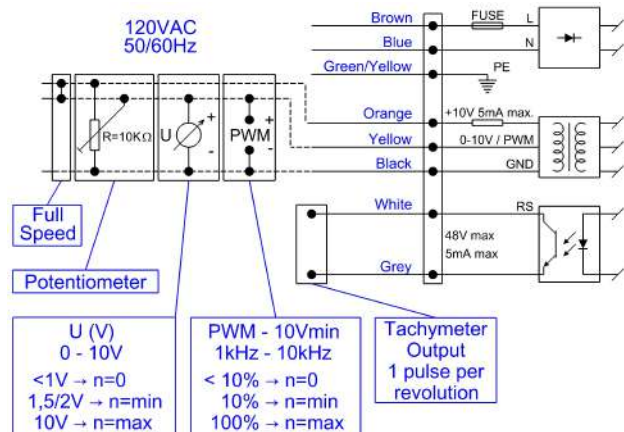 120VAC
50/60Hz
Brown
FUSE
L
Blue
N
Green/Yellow
PE
Orange
+10V 5mA max.
Yellow
0-10V / PWM
Black
GND
R=10KΩ
U
+
-
PWM
+
-
Full
Speed
Potentiometer
White
RS
48V max
5mA max
Grey
U (V)
0 - 10V
<1V → n=0
1,5/2V → n=min
10V → n=max
PWM - 10Vmin
1kHz - 10kHz
< 10% → n=0
10% → n=min
100% → n=max
Tachymeter
Output
1 pulse per
revolution